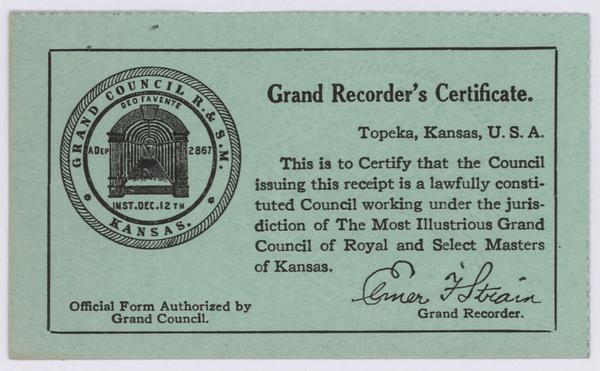 GRAND COUNCIL R. & S. M.
DEO FAVENTE
A DEP 2867
INST. DEC. 12TH
KANSAS.
Grand Recorder's Certificate.
Topeka, Kansas, U. S. A.
This is to Certify that the Council
issuing this receipt is a lawfully consti-
tuted Council working under the juris-
diction of The Most Illustrious Grand
Council of Royal and Select Masters
of Kansas.
Elmer F Strain
Grand Recorder.
Official Form Authorized by
Grand Council.